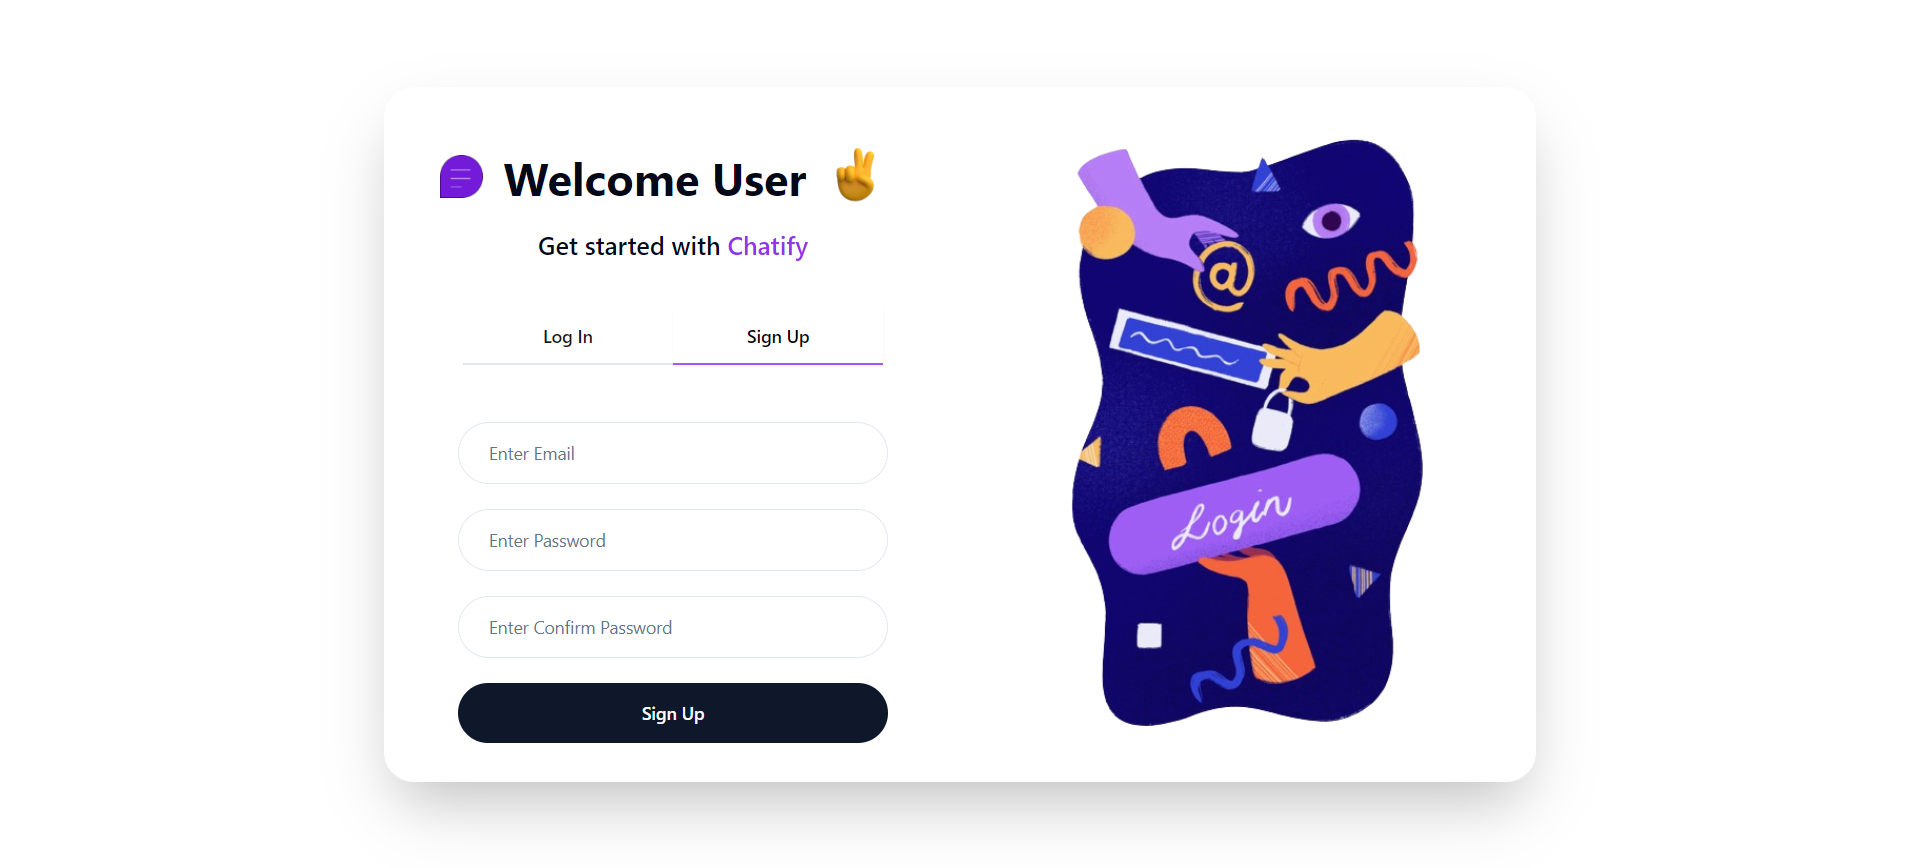 Welcome User
Get started with Chatify
Log In
Sign Up
Enter Email
Enter Password
Enter Confirm Password
Sign Up
@
Login